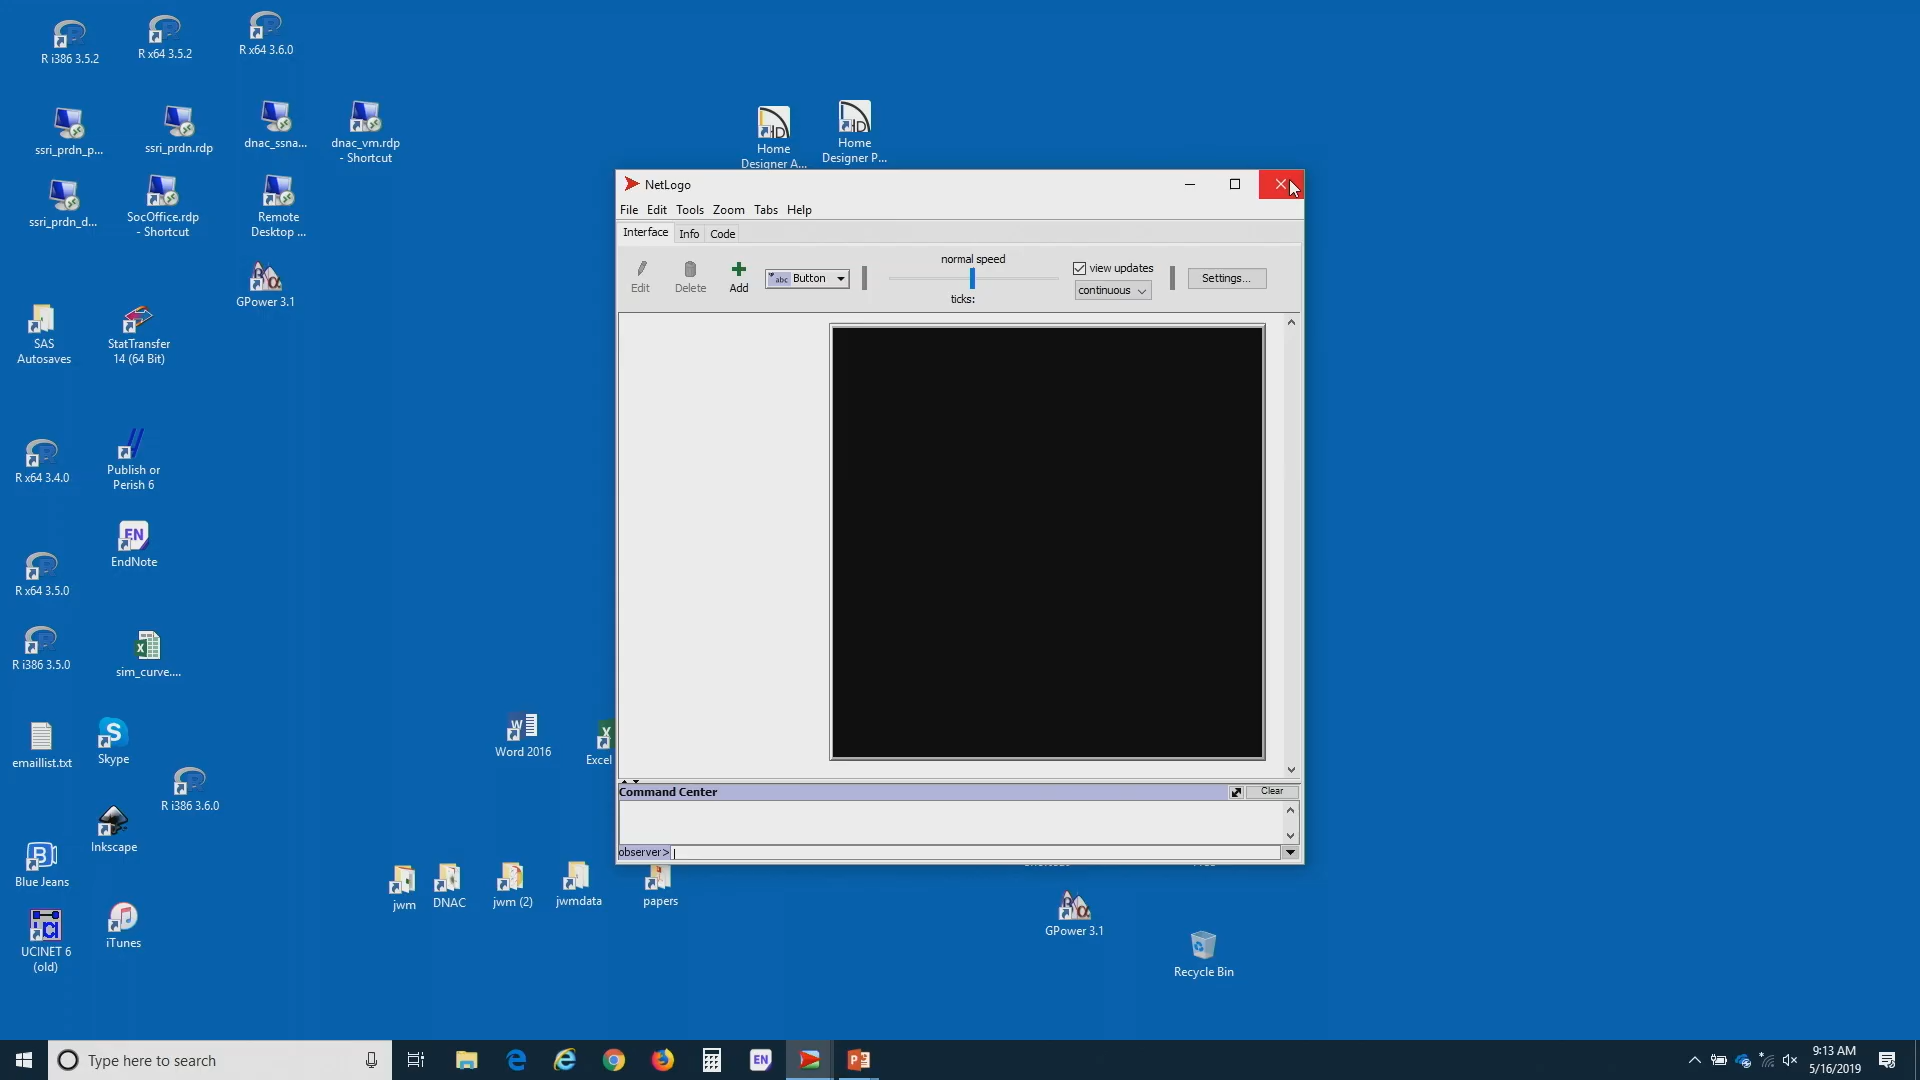 R i386 3.5.2
R x64 3.5.2
R x64 3.6.0
ssri_prdn_p...
ssri_prdn.rdp
dnac_ssna...
dnac_vm.rdp
- Shortcut
Home
Designer A...
Home
Designer P...
ssri_prdn_d...
SocOffice.rdp
- Shortcut
Remote
Desktop ...
GPower 3.1
SAS
Autosaves
StatTransfer
14 (64 Bit)
R x64 3.4.0
Publish or
Perish 6
EN
EndNote
R x64 3.5.0
R i386 3.5.0
sim_curve....
emaillist.txt
Skype
R i386 3.6.0
Inkscape
Blue Jeans
UCINET 6
(old)
iTunes
Word 2016
Excel
jwm
DNAC
jwm (2)
jwmdata
papers
GPower 3.1
Recycle Bin
NetLogo
File Edit Tools Zoom Tabs Help
Interface Info Code
Edit
Delete
Add
abc Button
normal speed
ticks:
view updates
continuous
Settings...
Command Center
Clear
observer>
Type here to search
EN
9:13 AM
5/16/2019